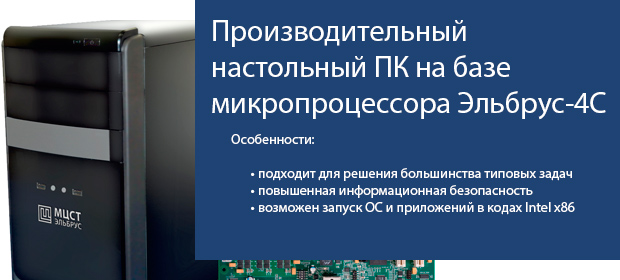 Производительный
настольный ПК на базе
микропроцессора Эльбрус-4С
Особенности:
• подходит для решения большинства типовых задач
• повышенная информационная безопасность
• возможен запуск ОС и приложений в кодах Intel x86
МЦСТ
ЭЛЬБРУС